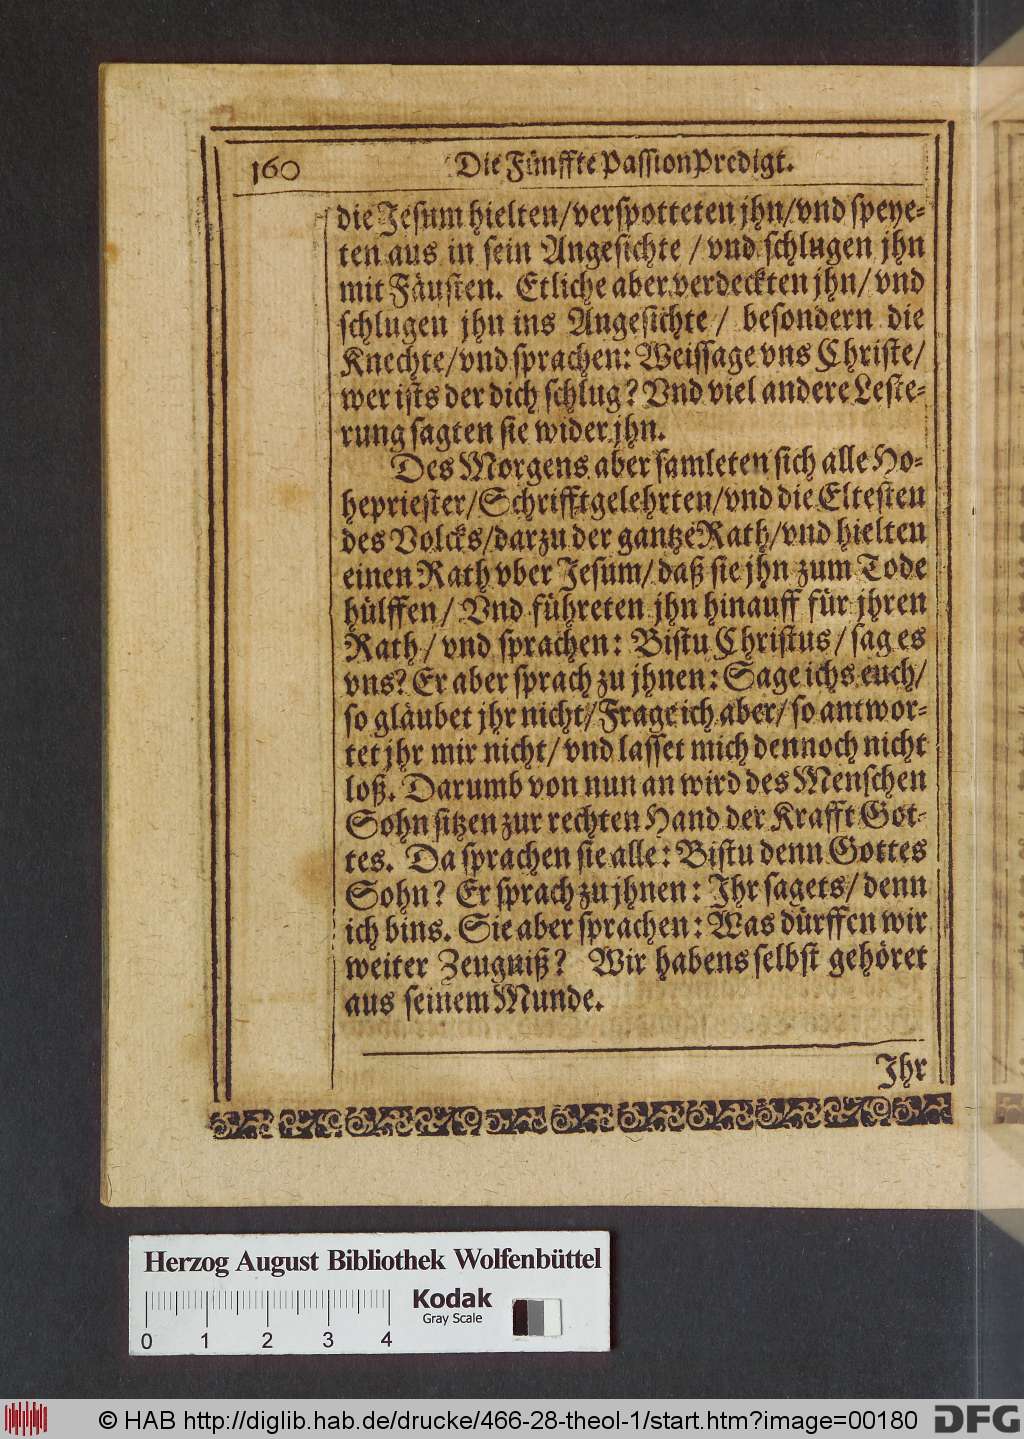 160 Die Fünffte PassionPredigt.
die Jesum hielten/verspotteten jhn/vnd speye-
ten aus in sein Angesichte / vnd schlugen jhn
mit Fäusten. Etliche aber verdeckten jhn/ vnd
schlugen jhn ins Angesichte / besondern die
Knechte/vnd sprachen: Weissage vns Christe/
wer ists der dich schlug? Vnd viel andere Leste-
rung sagten sie wider jhn.
Des Morgens aber samleten sich alle Ho-
hepriester/Schrifftgelehrten/vnd die Eltesten
des Volcks/darzu der gantze Rath/vnd hielten
einen Rath vber Jesum/ daß sie jhn zum Tode
hülffen/ Vnd führeten jhn hinauff für jhren
Rath / vnd sprachen: Bistu Christus/ sag es
vns? Er aber sprach zu jhnen: Sage ichs euch/
so gläubet jhr nicht/ Frage ich aber/ so antwor-
tet jhr mir nicht/ vnd lasset mich dennoch nicht
loß. Darumb von nun an wird des Menschen
Sohn sitzen zur rechten Hand der Krafft Got-
tes. Da sprachen sie alle: Bistu denn Gottes
Sohn? Er sprach zu jhnen: Jhr sagets/ denn
ich bins. Sie aber sprachen: Was dürffen wir
weiter Zeugniß? Wir habens selbst gehöret
aus seinem Munde.
Jhr
Herzog August Bibliothek Wolfenbüttel
Kodak
Gray Scale
0 1 2 3 4
© HAB http://diglib.hab.de/drucke/466-28-theol-1/start.htm?image=00180 DFG